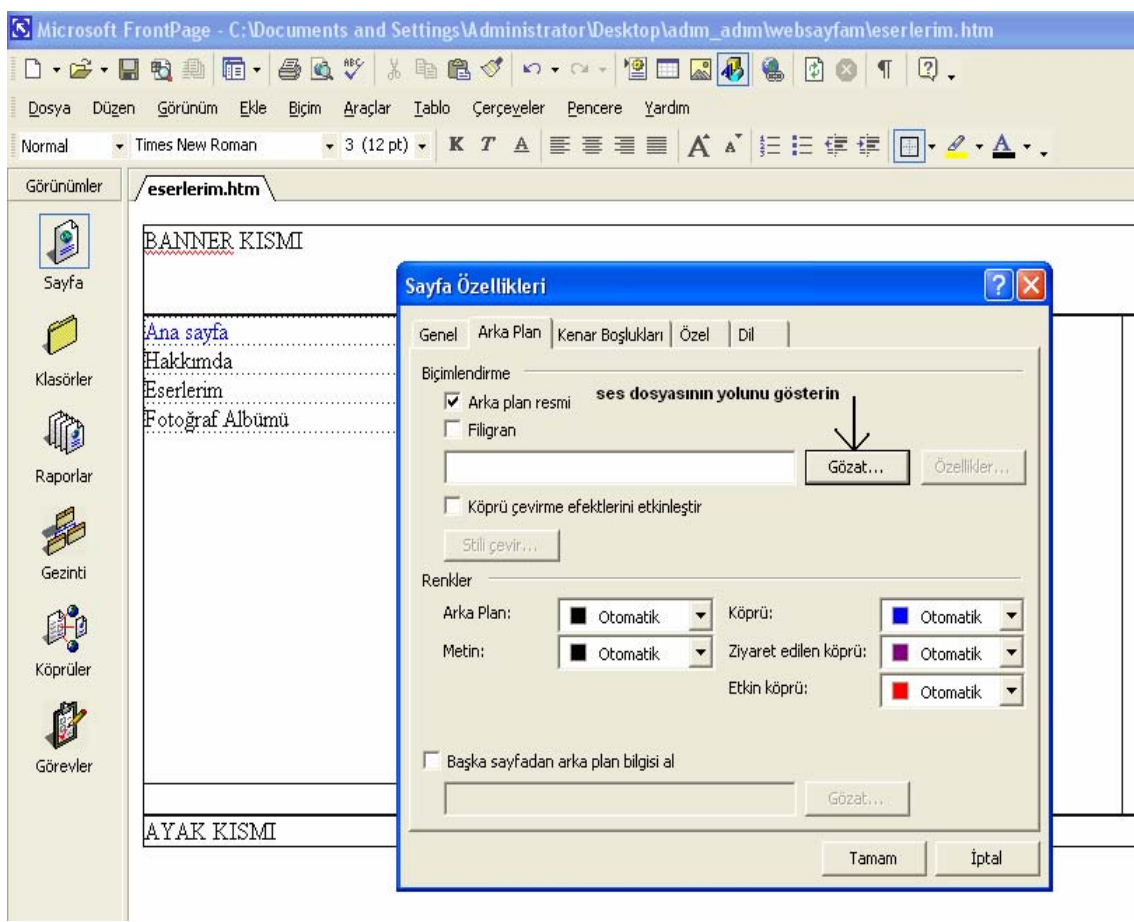 Microsoft FrontPage - C:\Documents and Settings\Administrator\Desktop\adım_adım\websayfam\eserlerim.htm
Dosya Düzen Görünüm Ekle Biçim Araçlar Tablo Çerçeveler Pencere Yardım
Normal Times New Roman 3 (12 pt) K T A
Görünümler eserlerim.htm
BANNER KISMI
Sayfa
Klasörler
Raporlar
Gezinti
Köprüler
Görevler
Ana sayfa
Hakkımda
Eserlerim
Fotoğraf Albümü
AYAK KISMI
Sayfa Özellikleri
Genel Arka Plan Kenar Boşlukları Özel Dil
Biçimlendirme
Arka plan resmi ses dosyasının yolunu gösterin
Filigran
Gözat... Özellikler...
Köprü çevirme efektlerini etkinleştir
Stili çevir...
Renkler
Arka Plan: Otomatik Köprü: Otomatik
Metin: Otomatik Ziyaret edilen köprü: Otomatik
Etkin köprü: Otomatik
Başka sayfadan arka plan bilgisi al
Gözat...
Tamam İptal